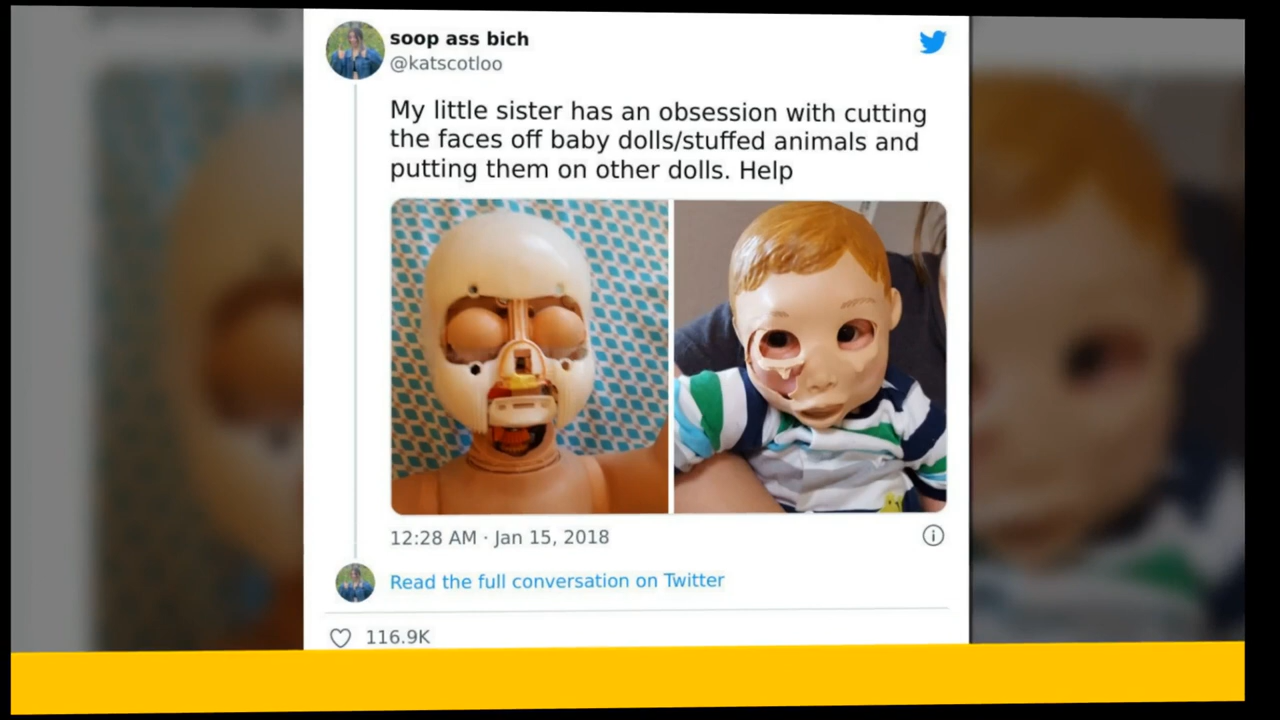 soop ass bich
@katscotloo
My little sister has an obsession with cutting
the faces off baby dolls/stuffed animals and
putting them on other dolls. Help
12:28 AM · Jan 15, 2018
Read the full conversation on Twitter
116.9K